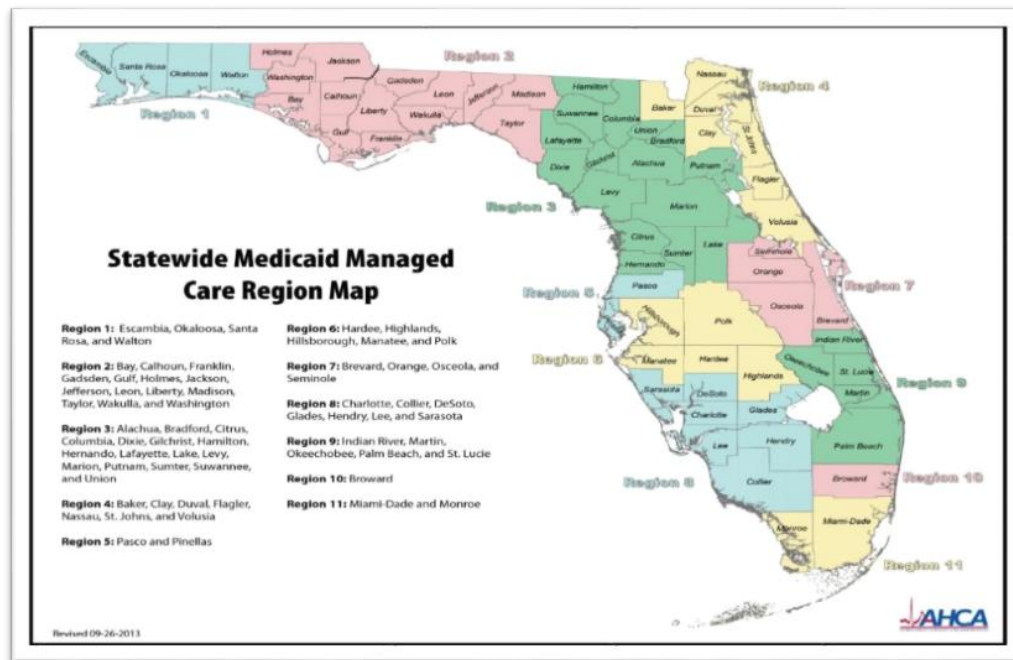 Region 2
Holmes
Jackson
Escambia
Santa Rosa
Okaloosa
Walton
Washington
Gadsden
Nassau
Region 4
Leon
Jefferson
Madison
Hamilton
Bay
Calhoun
Liberty
Wakulla
Suwannee
Columbia
Baker
Duval
Region 1
Taylor
Union
Bradford
Clay
St. Johns
Gulf
Franklin
Lafayette
Gilchrist
Alachua
Putnam
Dixie
Flagler
Region 3
Levy
Marion
Volusia
Citrus
Sumter
Lake
Seminole
Hernando
Orange
Region 5
Pasco
Region 7
Osceola
Brevard
Hillsborough
Polk
Indian River
Region 6
Manatee
Hardee
Highlands
Okeechobee
St. Lucie
Region 9
Sarasota
DeSoto
Martin
Charlotte
Glades
Lee
Hendry
Palm Beach
Region 8
Collier
Broward
Region 10
Monroe
Miami-Dade
Region 11
Statewide Medicaid Managed
Care Region Map
Region 1: Escambia, Okaloosa, Santa
Rosa, and Walton
Region 2: Bay, Calhoun, Franklin,
Gadsden, Gulf, Holmes, Jackson,
Jefferson, Leon, Liberty, Madison,
Taylor, Wakulla, and Washington
Region 3: Alachua, Bradford, Citrus,
Columbia, Dixie, Gilchrist, Hamilton,
Hernando, Lafayette, Lake, Levy,
Marion, Putnam, Sumter, Suwannee,
and Union
Region 4: Baker, Clay, Duval, Flagler,
Nassau, St. Johns, and Volusia
Region 5: Pasco and Pinellas
Region 6: Hardee, Highlands,
Hillsborough, Manatee, and Polk
Region 7: Brevard, Orange, Osceola, and
Seminole
Region 8: Charlotte, Collier, DeSoto,
Glades, Hendry, Lee, and Sarasota
Region 9: Indian River, Martin,
Okeechobee, Palm Beach, and St. Lucie
Region 10: Broward
Region 11: Miami-Dade and Monroe
Revised 09-26-2013
AHCA